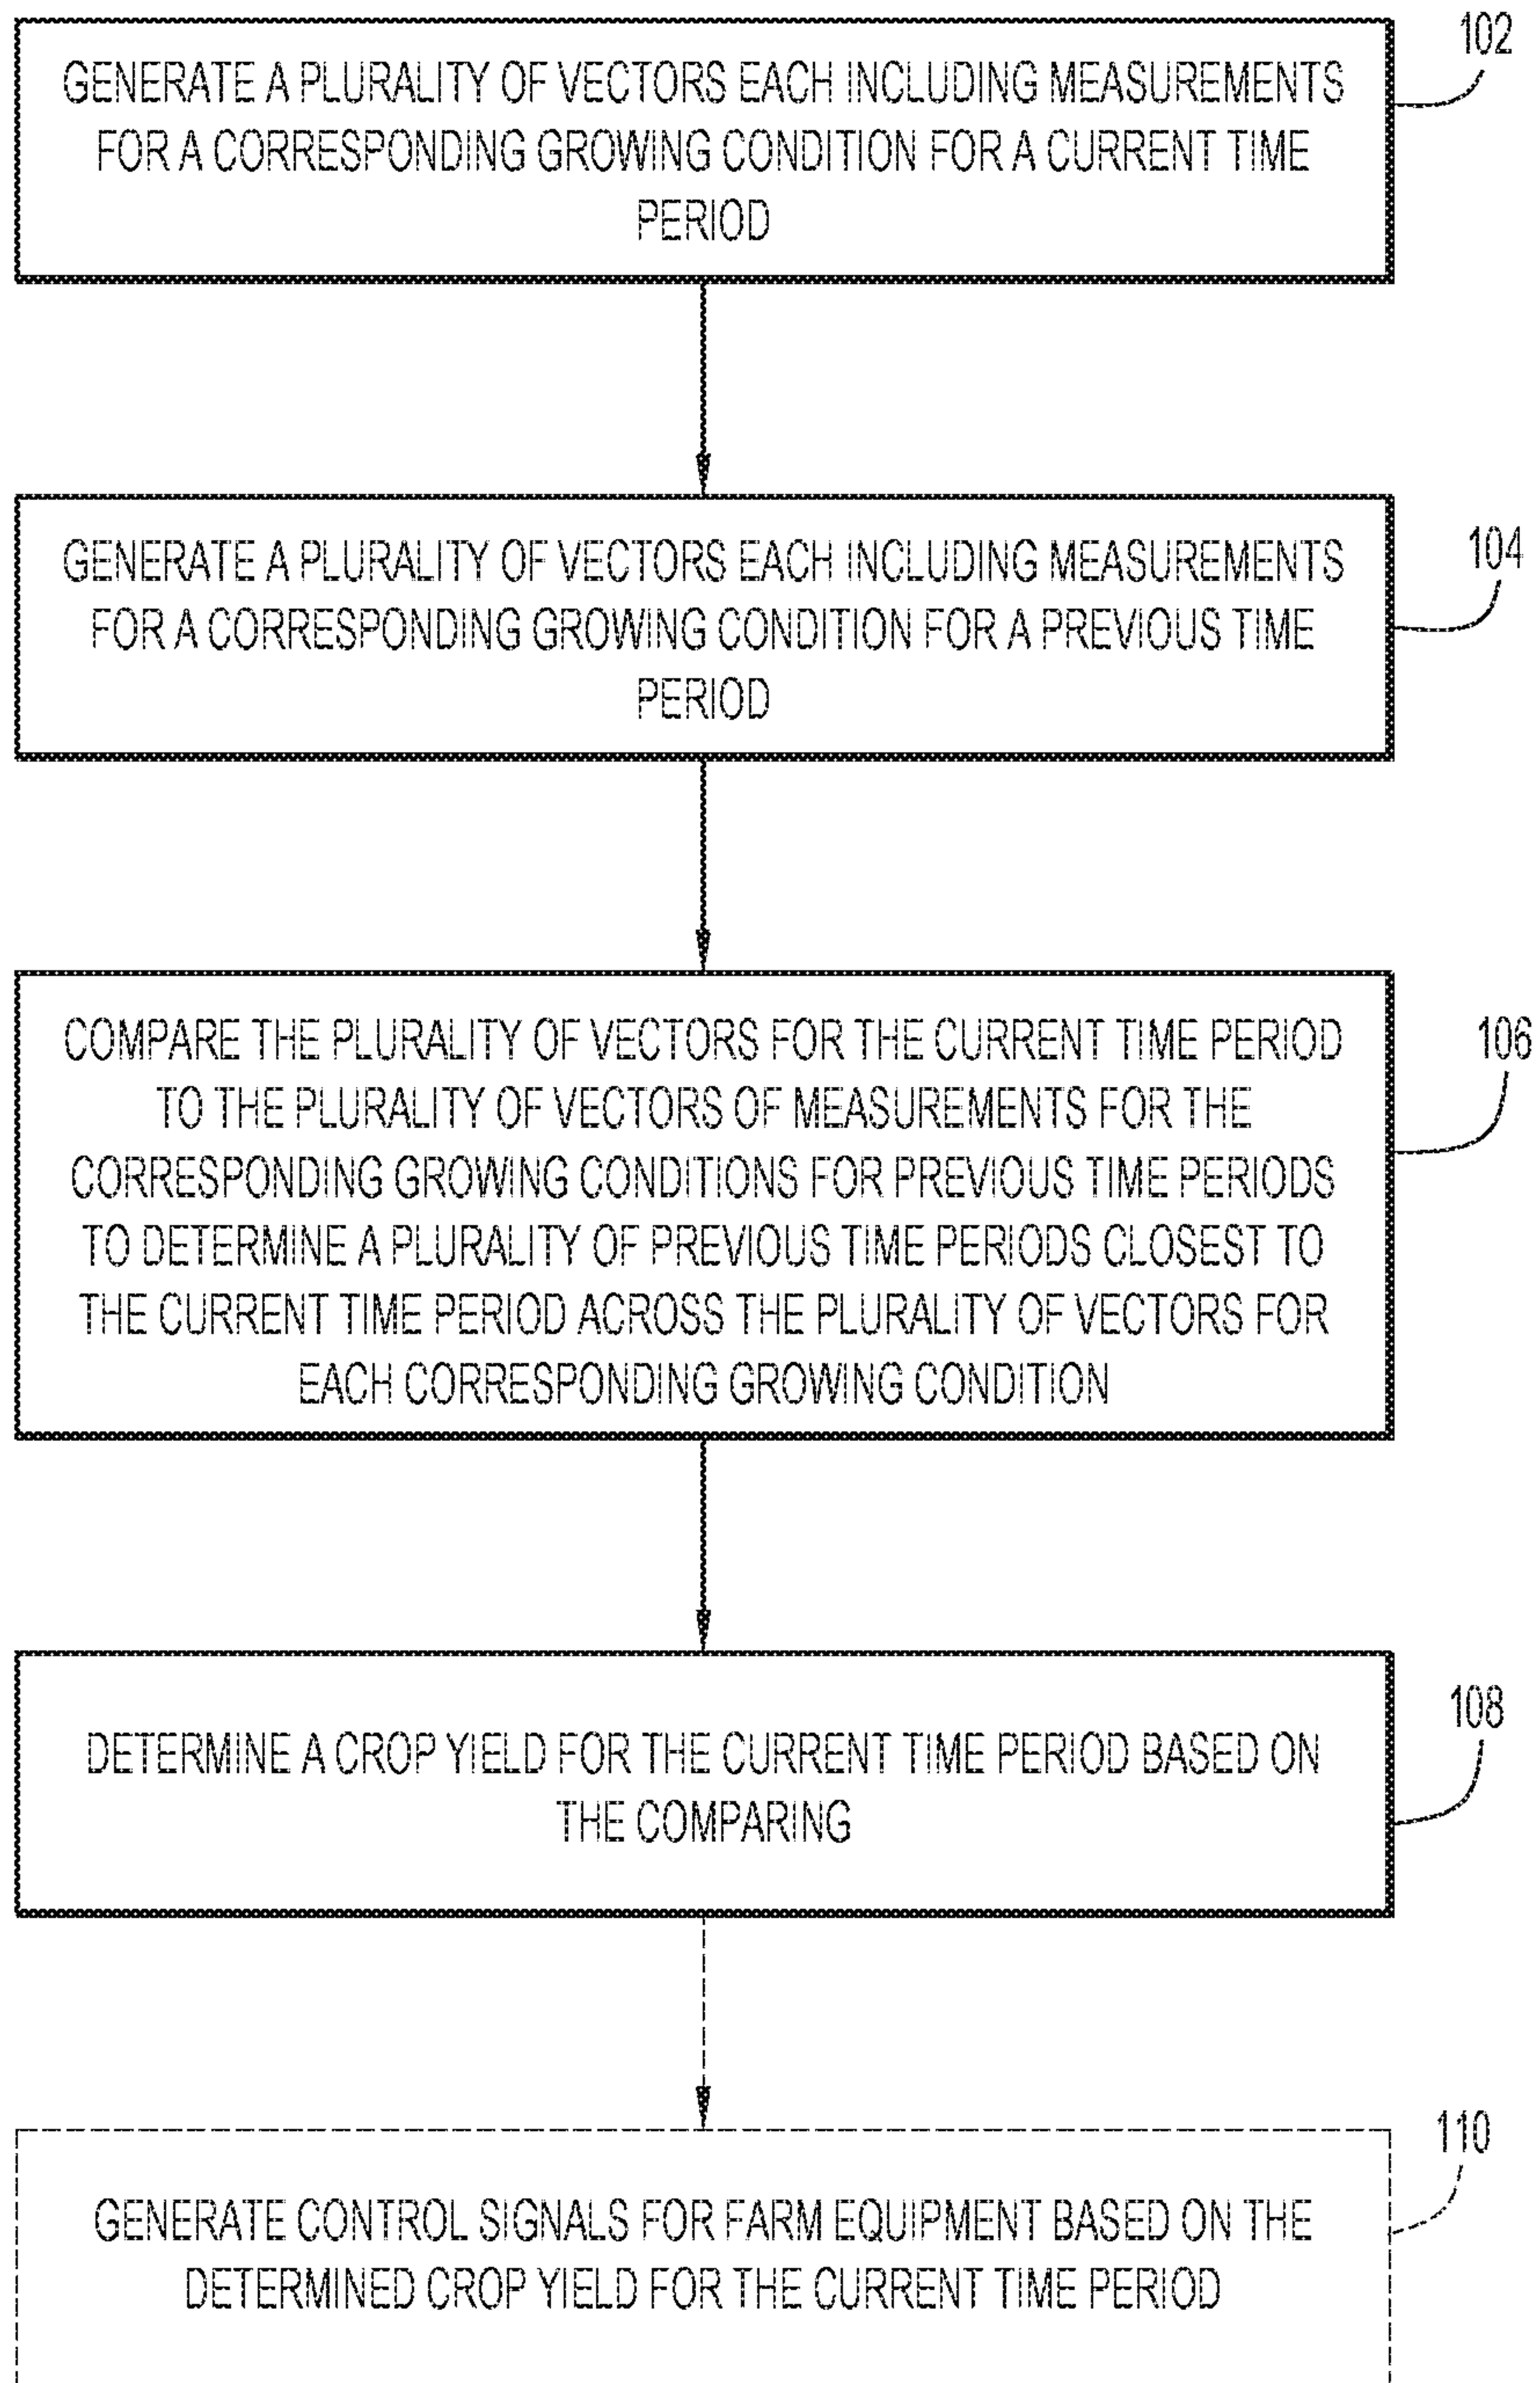 102
GENERATE A PLURALITY OF VECTORS EACH INCLUDING MEASUREMENTS
FOR A CORRESPONDING GROWING CONDITION FOR A CURRENT TIME
PERIOD
104
GENERATE A PLURALITY OF VECTORS EACH INCLUDING MEASUREMENTS
FOR A CORRESPONDING GROWING CONDITION FOR A PREVIOUS TIME
PERIOD
106
COMPARE THE PLURALITY OF VECTORS FOR THE CURRENT TIME PERIOD
TO THE PLURALITY OF VECTORS OF MEASUREMENTS FOR THE
CORRESPONDING GROWING CONDITIONS FOR PREVIOUS TIME PERIODS
TO DETERMINE A PLURALITY OF PREVIOUS TIME PERIODS CLOSEST TO
THE CURRENT TIME PERIOD ACROSS THE PLURALITY OF VECTORS FOR
EACH CORRESPONDING GROWING CONDITION
108
DETERMINE A CROP YIELD FOR THE CURRENT TIME PERIOD BASED ON
THE COMPARING
110
GENERATE CONTROL SIGNALS FOR FARM EQUIPMENT BASED ON THE
DETERMINED CROP YIELD FOR THE CURRENT TIME PERIOD